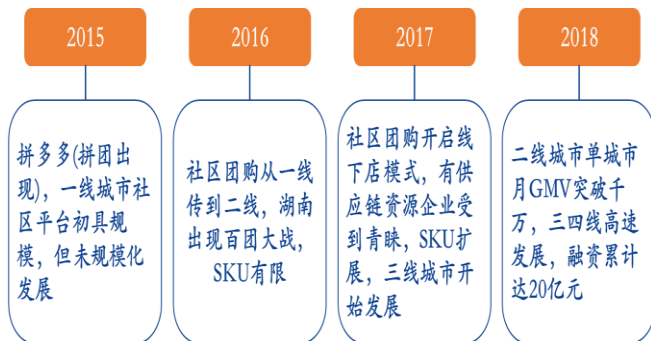 2015
拼多多(拼团出
现)，一线城市社
区平台初具规
模，但未规模化
发展
2016
社区团购从一线
传到二线，湖南
出现百团大战，
SKU有限
2017
社区团购开启线
下店模式，有供
应链资源企业受
到青睐，SKU扩
展，三线城市开
始发展
2018
二线城市单城市
月GMV突破千
万，三四线高速
发展，融资累计
达20亿元